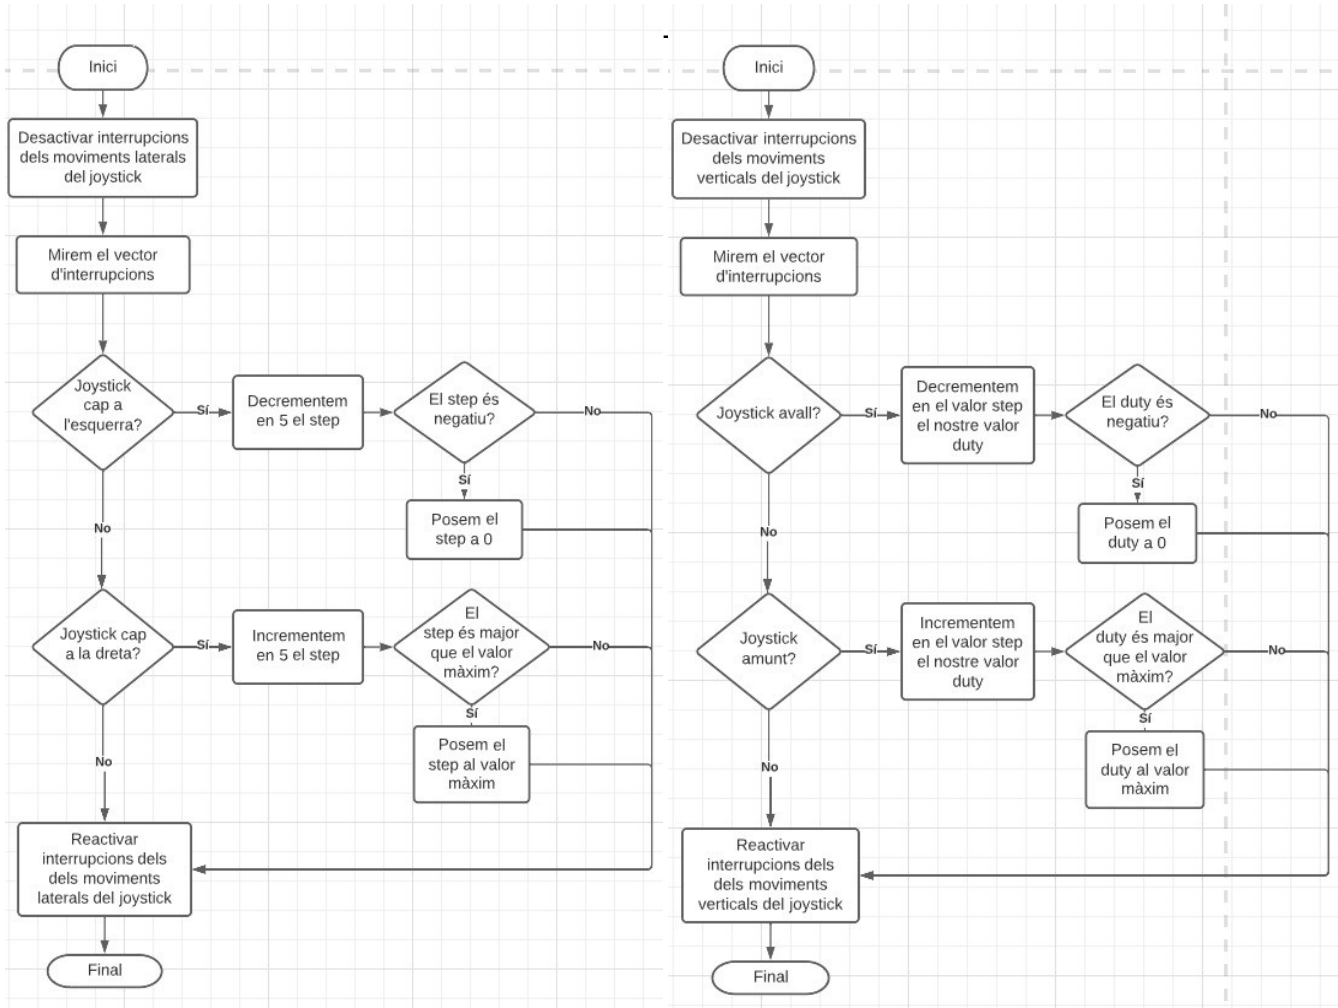 Inici
Desactivar interrupcions
dels moviments laterals
del joystick
Mirem el vector
d'interrupcions
Joystick
cap a
l'esquerra?
Sí
Decrementem
en 5 el step
El step és
negatiu?
No
Sí
Posem el
step a 0
No
Joystick cap
a la dreta?
Sí
Incrementem
en 5 el step
El
step és major
que el valor
màxim?
No
Sí
Posem el
step al valor
màxim
No
Reactivar
interrupcions dels
dels moviments
laterals del joystick
Final
Inici
Desactivar interrupcions
dels moviments
verticals del joystick
Mirem el vector
d'interrupcions
Joystick avall?
Sí
Decrementem
en el valor step
el nostre valor
duty
El duty és
negatiu?
No
Sí
Posem el
duty a 0
No
Joystick
amunt?
Sí
Incrementem
en el valor step
el nostre valor
duty
El
duty és major
que el valor
màxim?
No
Sí
Posem el
duty al valor
màxim
No
Reactivar
interrupcions dels
dels moviments
verticals del joystick
Final